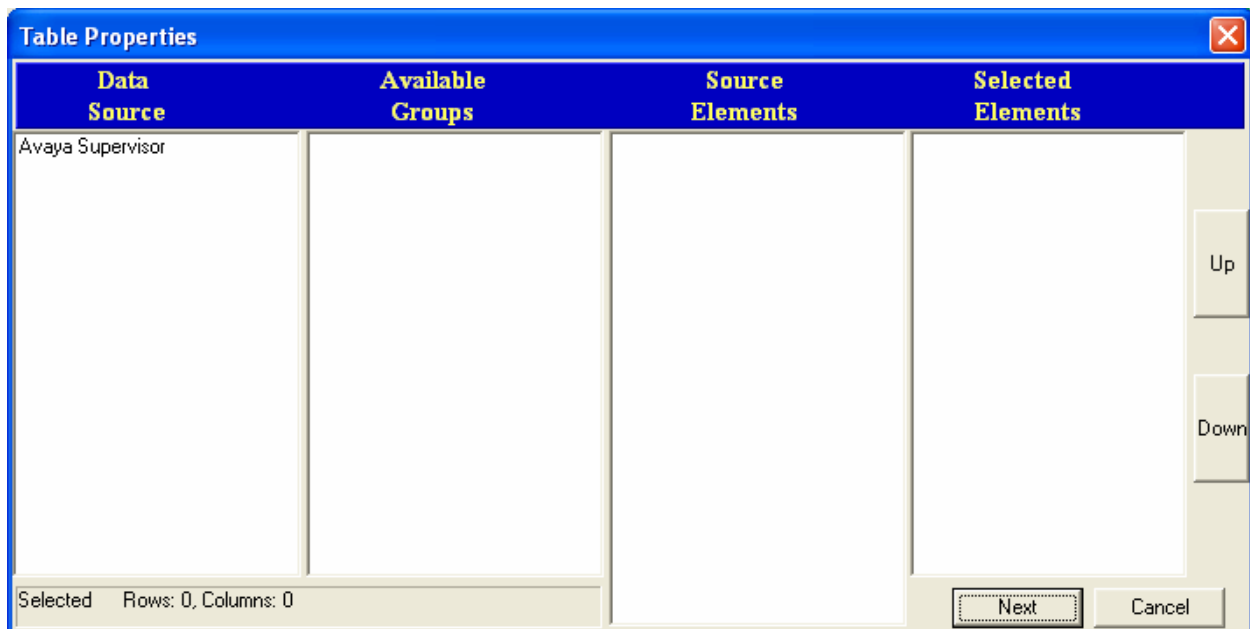 Table Properties
Data Source
Available Groups
Source Elements
Selected Elements
Avaya Supervisor
Up
Down
Selected Rows: 0, Columns: 0
Next
Cancel